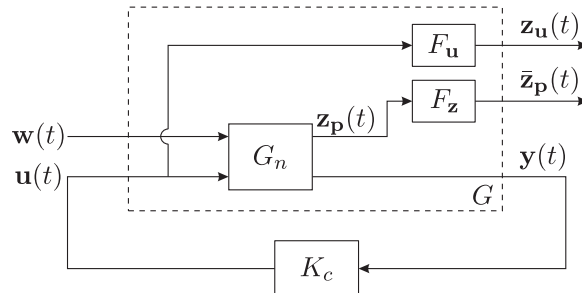 z_u(t)
F_u
z̄_p(t)
F_z
w(t)
z_p(t)
G_n
u(t)
y(t)
G
K_c